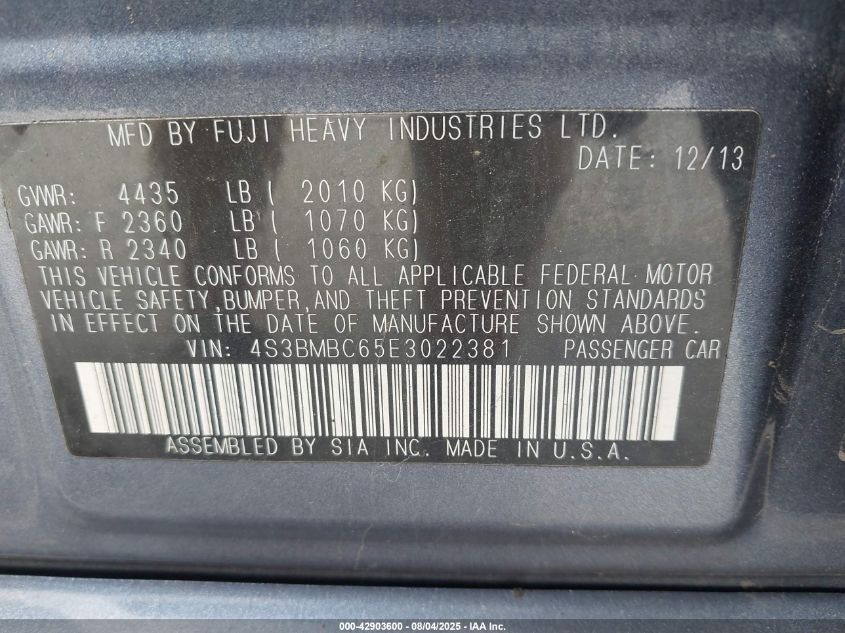 MFD BY FUJI HEAVY INDUSTRIES LTD.
DATE: 12/13
GVWR: 4435 LB ( 2010 KG)
GAWR: F 2360 LB ( 1070 KG)
GAWR: R 2340 LB ( 1060 KG)
THIS VEHICLE CONFORMS TO ALL APPLICABLE FEDERAL MOTOR
VEHICLE SAFETY, BUMPER, AND THEFT PREVENTION STANDARDS
IN EFFECT ON THE DATE OF MANUFACTURE SHOWN ABOVE.
VIN: 4S3BMBC65E3022381 PASSENGER CAR
ASSEMBLED BY SIA INC. MADE IN U.S.A.
000-42903600 - 08/04/2025 - IAA Inc.